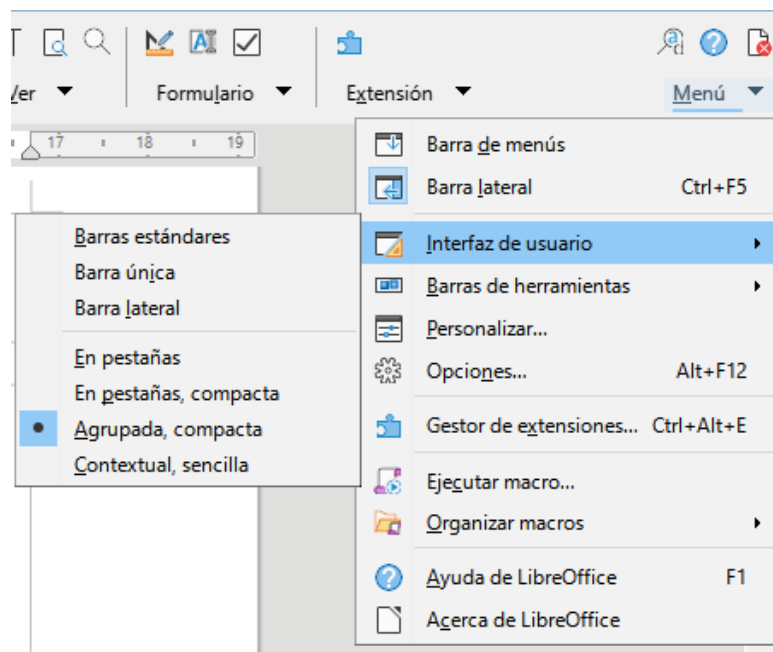 Ver
Formulario
Extensión
Menú
17 18 19
Barra de menús
Barra lateral Ctrl+F5
Interfaz de usuario
Barras de herramientas
Personalizar...
Opciones... Alt+F12
Gestor de extensiones... Ctrl+Alt+E
Ejecutar macro...
Organizar macros
Ayuda de LibreOffice F1
Acerca de LibreOffice
Barras estándares
Barra única
Barra lateral
En pestañas
En pestañas, compacta
Agrupada, compacta
Contextual, sencilla